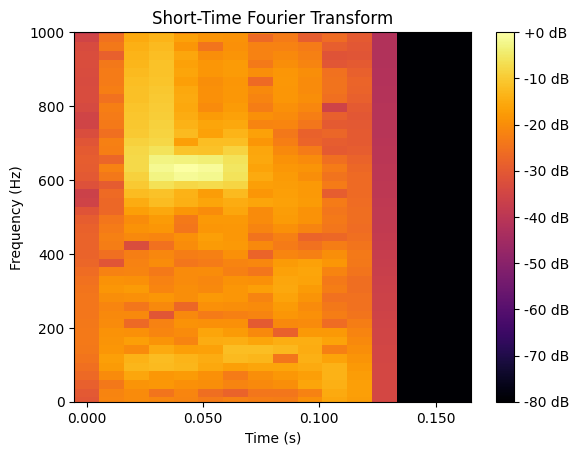 Short-Time Fourier Transform
Frequency (Hz)
1000
800
600
400
200
0
0.000
0.050
0.100
0.150
Time (s)
+0 dB
-10 dB
-20 dB
-30 dB
-40 dB
-50 dB
-60 dB
-70 dB
-80 dB